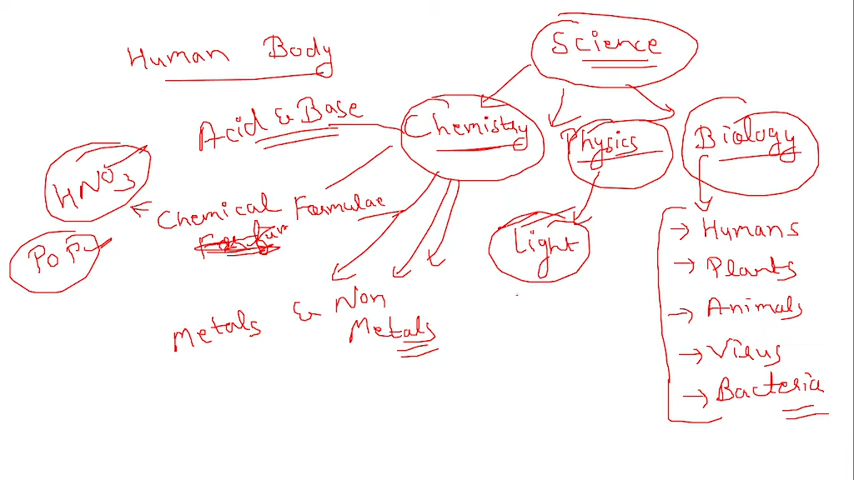 Human Body
Science
Acid & Base
Chemistry
Physics
Biology
HNO3
Chemical Formulae
Light
→ Humans
→ Plants
→ Animals
→ Virus
→ Bacteria
Metals & Non
Metals